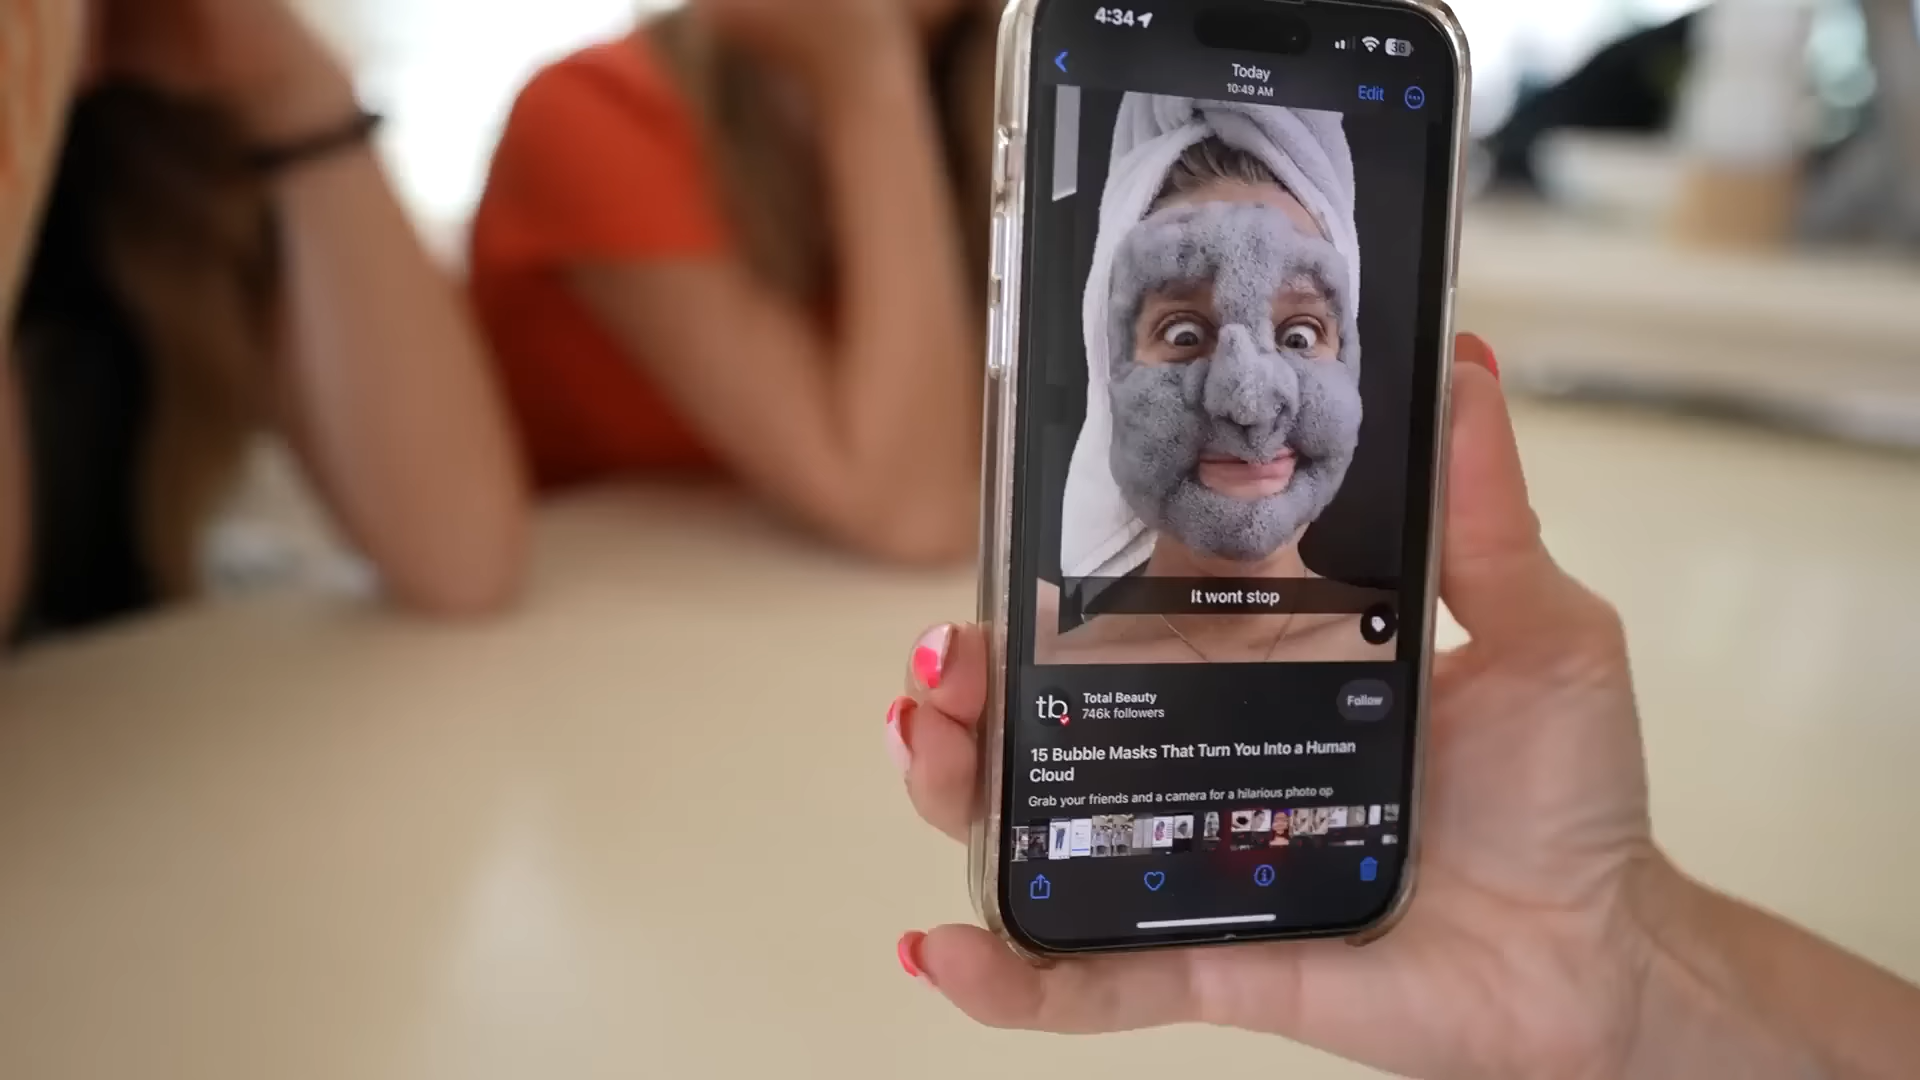 4:34
36
Today
10:49 AM
Edit
It wont stop
tb
Total Beauty
746k followers
Follow
15 Bubble Masks That Turn You Into a Human
Cloud
Grab your friends and a camera for a hilarious photo op